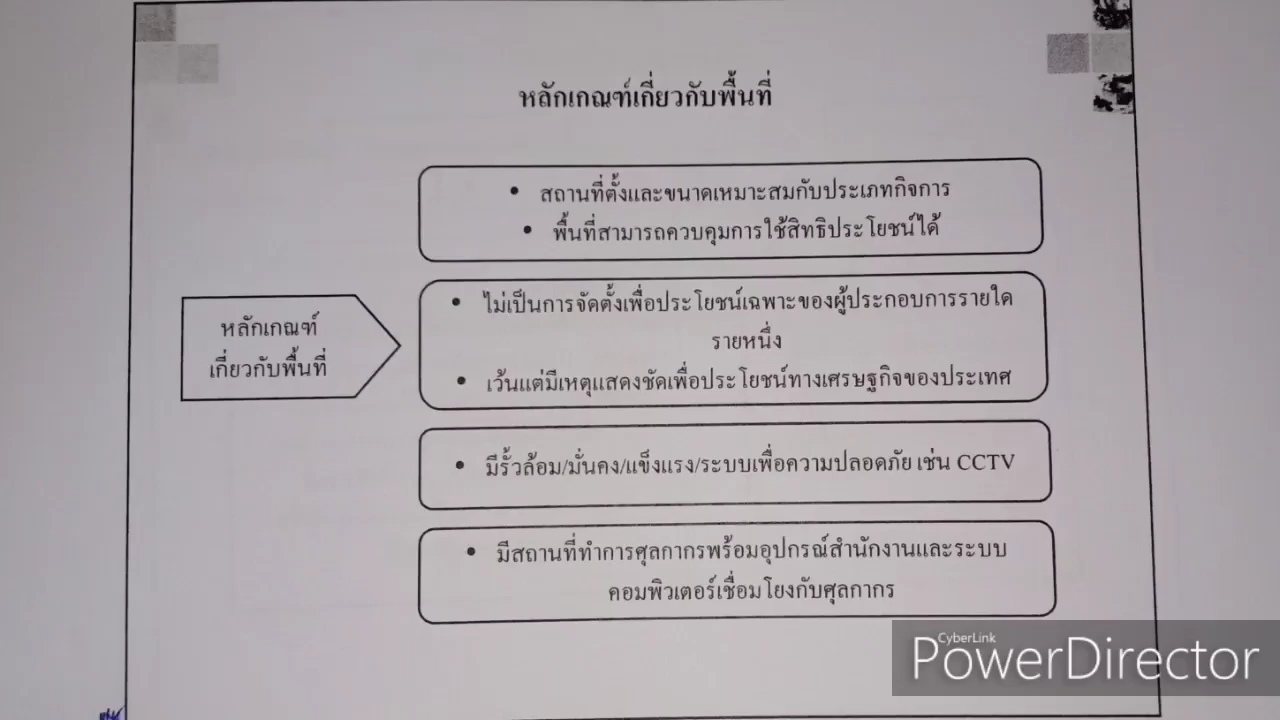 หลักเกณฑ์เกี่ยวกับพื้นที่
• สถานที่ตั้งและขนาดเหมาะสมกับประเภทกิจการ
• พื้นที่สามารถควบคุมการใช้สิทธิประโยชน์ได้
หลักเกณฑ์
เกี่ยวกับพื้นที่
• ไม่เป็นการจัดตั้งเพื่อประโยชน์เฉพาะของผู้ประกอบการรายใด
รายหนึ่ง
• เว้นแต่มีเหตุแสดงชัดเพื่อประโยชน์ทางเศรษฐกิจของประเทศ
• มีรั้วล้อม/มั่นคง/แข็งแรง/ระบบเพื่อความปลอดภัย เช่น CCTV
• มีสถานที่ทำการศุลกากรพร้อมอุปกรณ์สำนักงานและระบบ
คอมพิวเตอร์เชื่อมโยงกับศุลกากร
CyberLink
PowerDirector